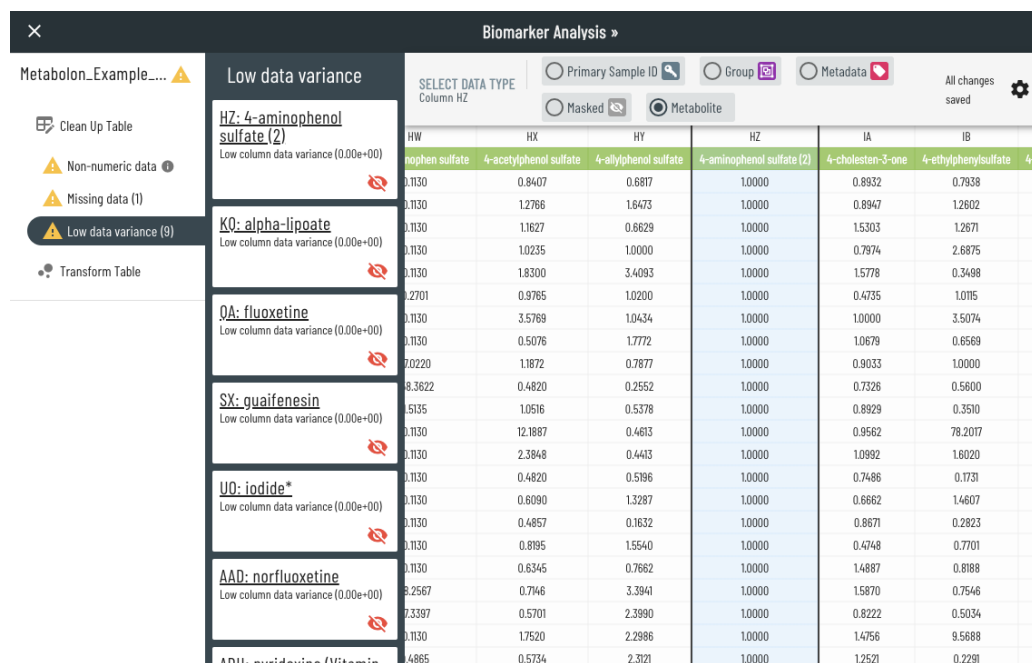 Biomarker Analysis »
Metabolon_Example_...
Clean Up Table
Non-numeric data
Missing data (1)
Low data variance (9)
Transform Table
Low data variance
HZ: 4-aminophenol
sulfate (2)
Low column data variance (0.00e+00)
KQ: alpha-lipoate
Low column data variance (0.00e+00)
QA: fluoxetine
Low column data variance (0.00e+00)
SX: guaifenesin
Low column data variance (0.00e+00)
UO: iodide*
Low column data variance (0.00e+00)
AAD: norfluoxetine
Low column data variance (0.00e+00)
SELECT DATA TYPE
Column HZ
Primary Sample ID
Group
Metadata
Masked
Metabolite
All changes
saved
HW HX HY HZ IA IB
nophen sulfate 4-acetylphenol sulfate 4-allylphenol sulfate 4-aminophenol sulfate (2) 4-cholesten-3-one 4-ethylphenylsulfate 4
0.1130 0.8407 0.6817 1.0000 0.8932 0.7938
0.1130 1.2766 1.6473 1.0000 0.8947 1.2602
0.1130 1.1627 0.6629 1.0000 1.5303 1.2671
0.1130 1.0235 1.0000 1.0000 0.7974 2.6875
0.1130 1.8300 3.4093 1.0000 1.5778 0.3498
.2701 0.9765 1.0200 1.0000 0.4735 1.0115
0.1130 3.5769 1.0434 1.0000 1.0000 3.5074
0.1130 0.5076 1.7772 1.0000 1.0679 0.6569
7.0220 1.1872 0.7877 1.0000 0.9033 1.0000
8.3622 0.4820 0.2552 1.0000 0.7326 0.5600
.5135 1.0516 0.5378 1.0000 0.8929 0.3510
0.1130 12.1887 0.4613 1.0000 0.9562 78.2017
0.1130 2.3848 0.4413 1.0000 1.0992 1.6020
0.1130 0.4820 0.5196 1.0000 0.7486 0.1731
0.1130 0.6090 1.3287 1.0000 0.6662 1.4607
0.1130 0.4857 0.1632 1.0000 0.8671 0.2823
0.1130 0.8195 1.5540 1.0000 0.4748 0.7701
0.1130 0.6345 0.7662 1.0000 1.4887 0.8188
3.2567 0.7146 3.3941 1.0000 1.5870 0.7546
7.3397 0.5701 2.3990 1.0000 0.8222 0.5034
0.1130 1.7520 2.2986 1.0000 1.4756 9.5688
.4865 0.5734 2.3121 1.0000 1.2521 0.2291